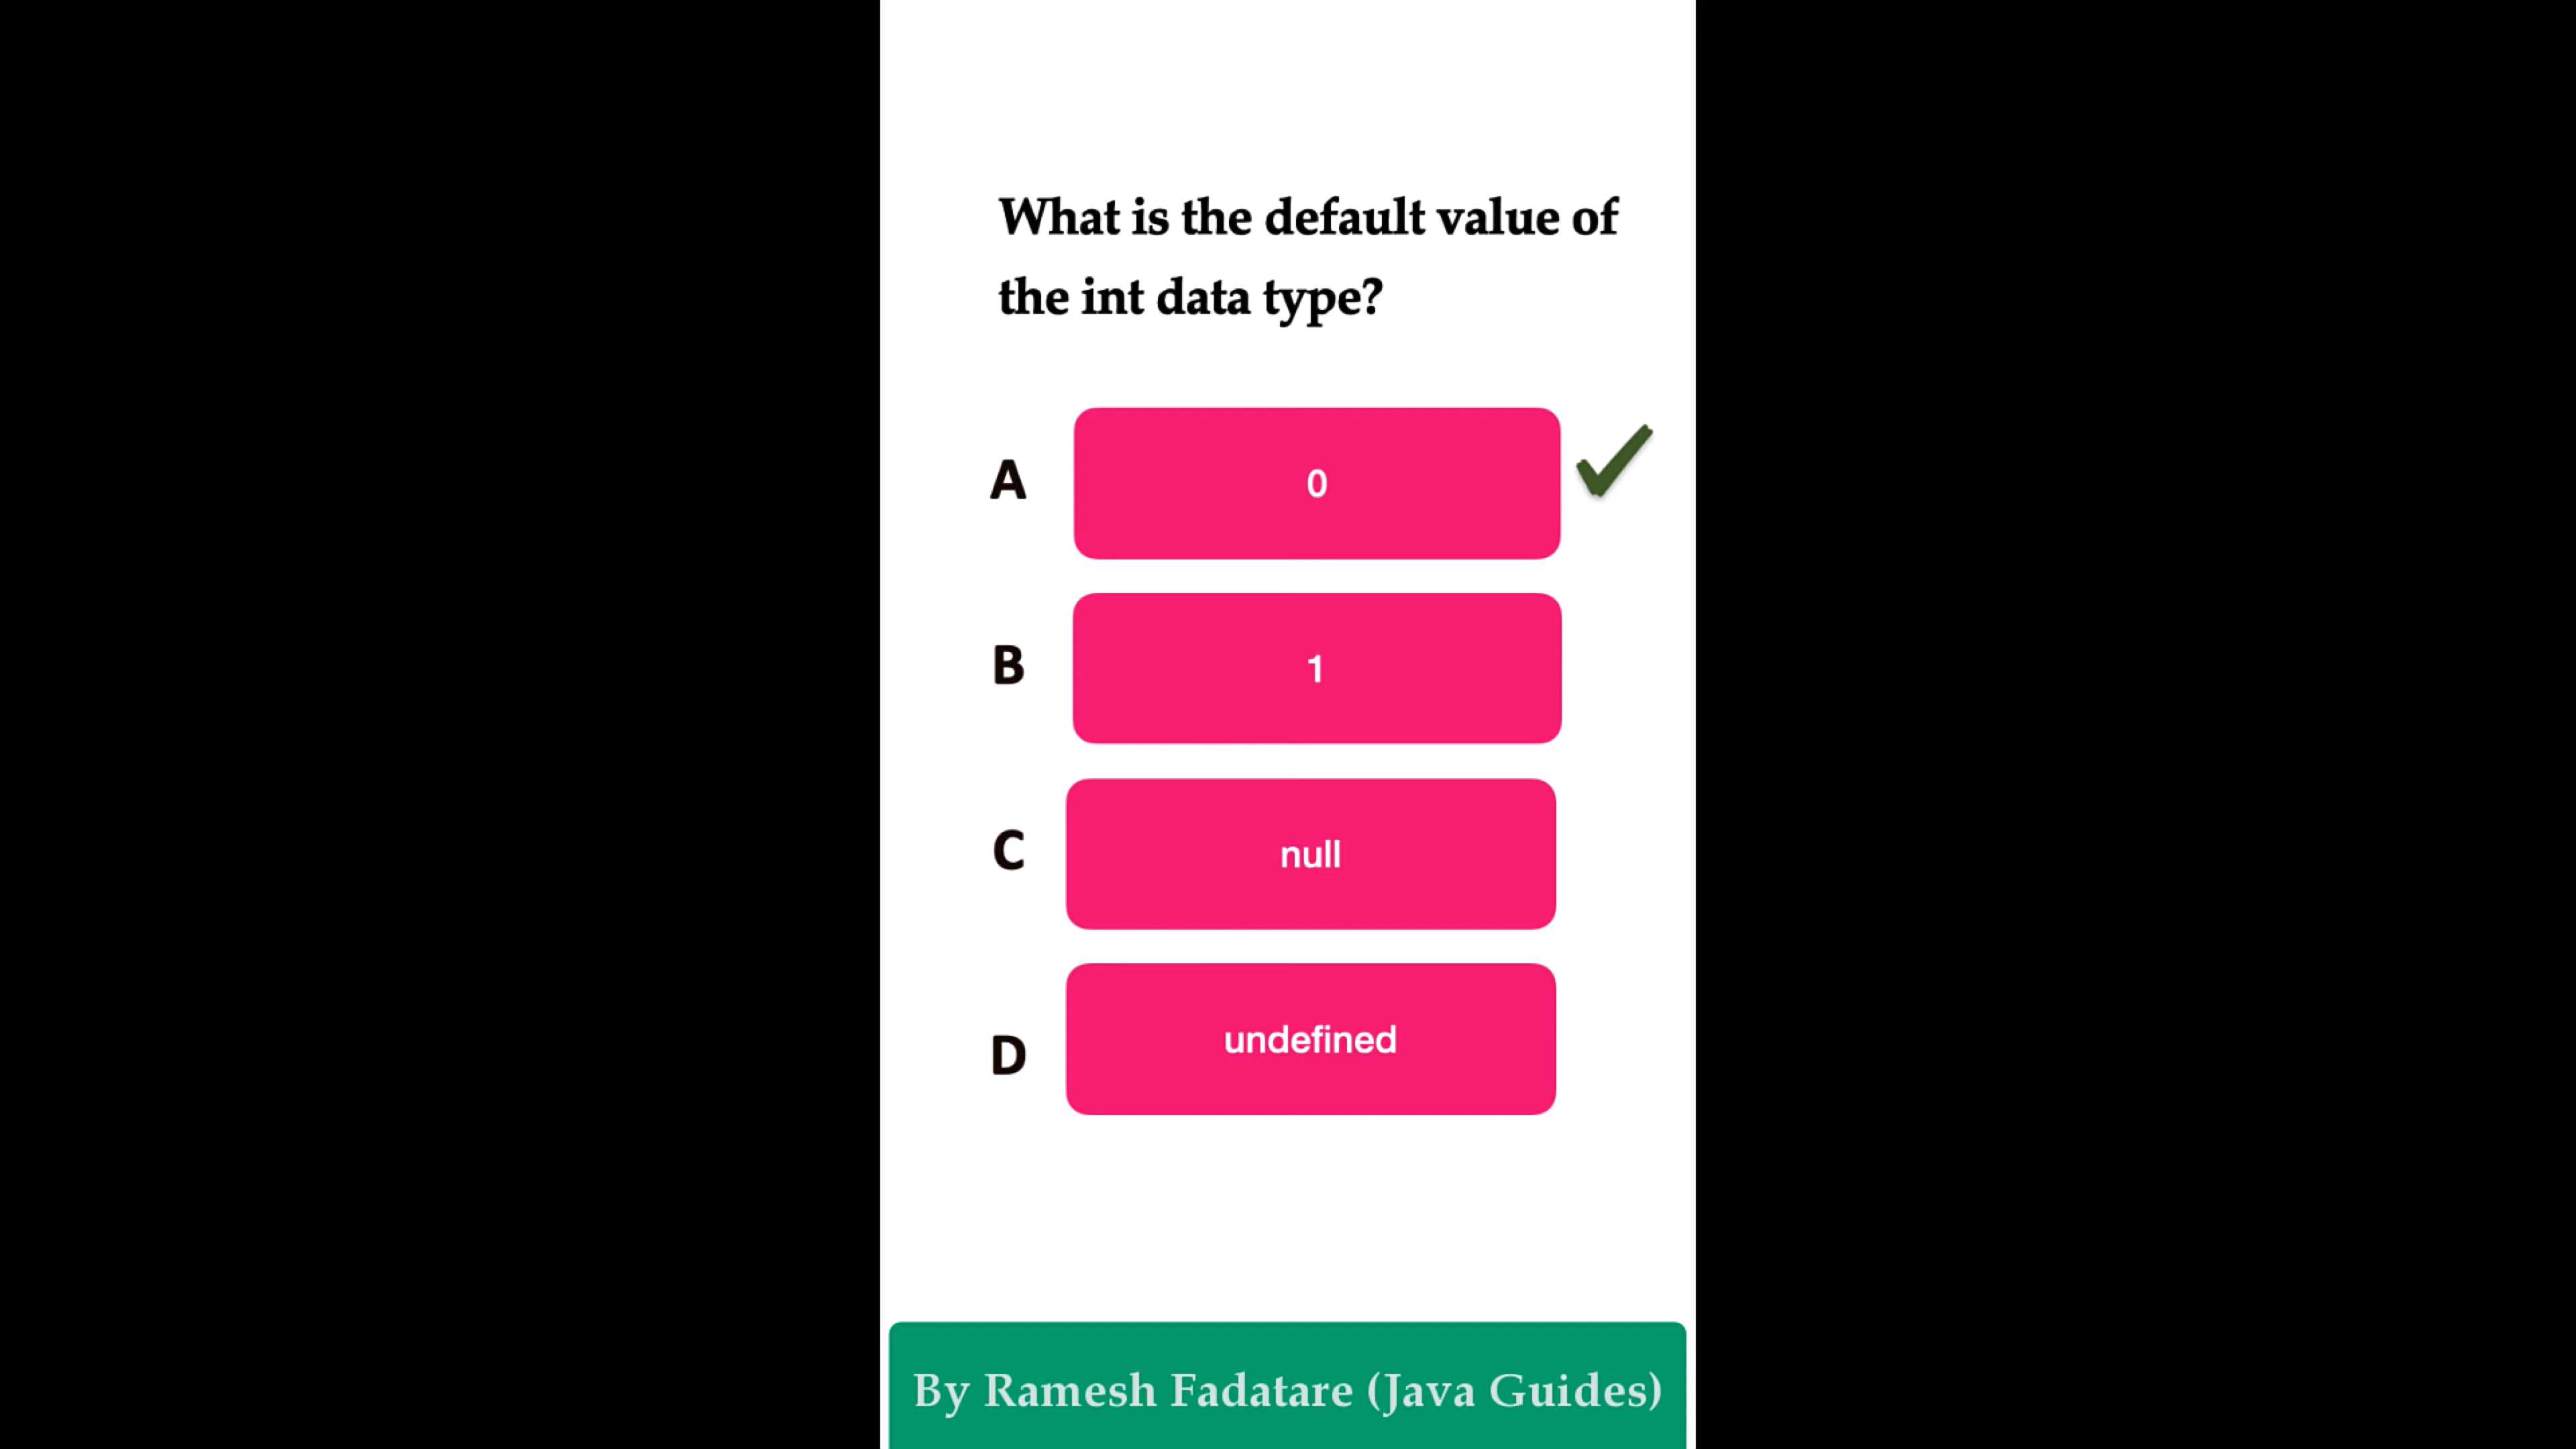 What is the default value of
the int data type?
A
0
B
1
C
null
D
undefined
By Ramesh Fadatare (Java Guides)